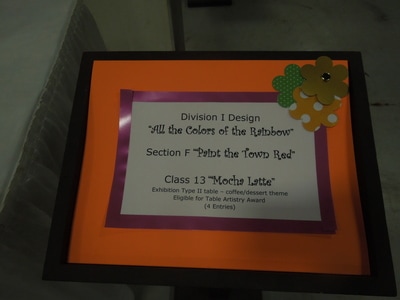 Division I Design
"All the Colors of the Rainbow"
Section F "Paint the Town Red"
Class 13 "Mocha Latte"
Exhibition Type II table – coffee/dessert theme
Eligible for Table Artistry Award
(4 Entries)